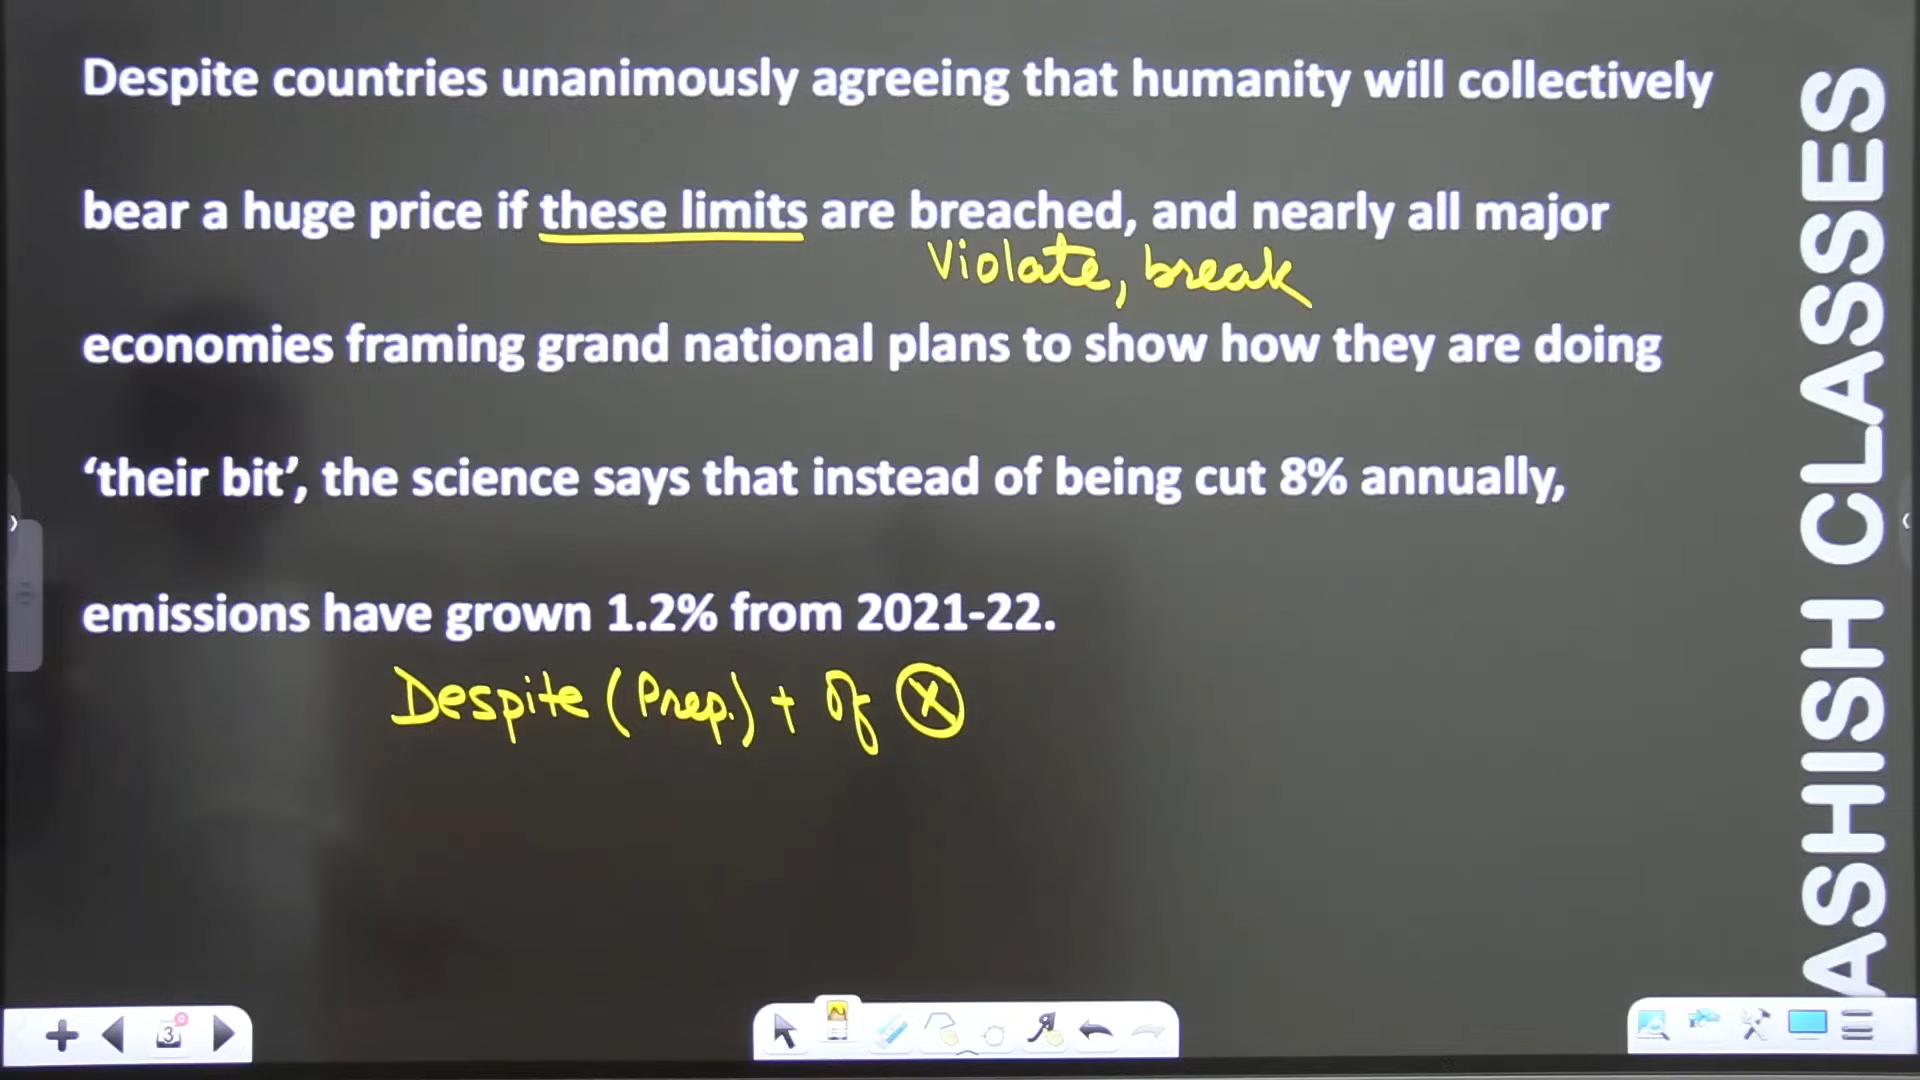 Despite countries unanimously agreeing that humanity will collectively
bear a huge price if these limits are breached, and nearly all major
Violate, break
economies framing grand national plans to show how they are doing
‘their bit’, the science says that instead of being cut 8% annually,
emissions have grown 1.2% from 2021-22.
Despite (Prep.) + of X
ASHISH CLASSES
3